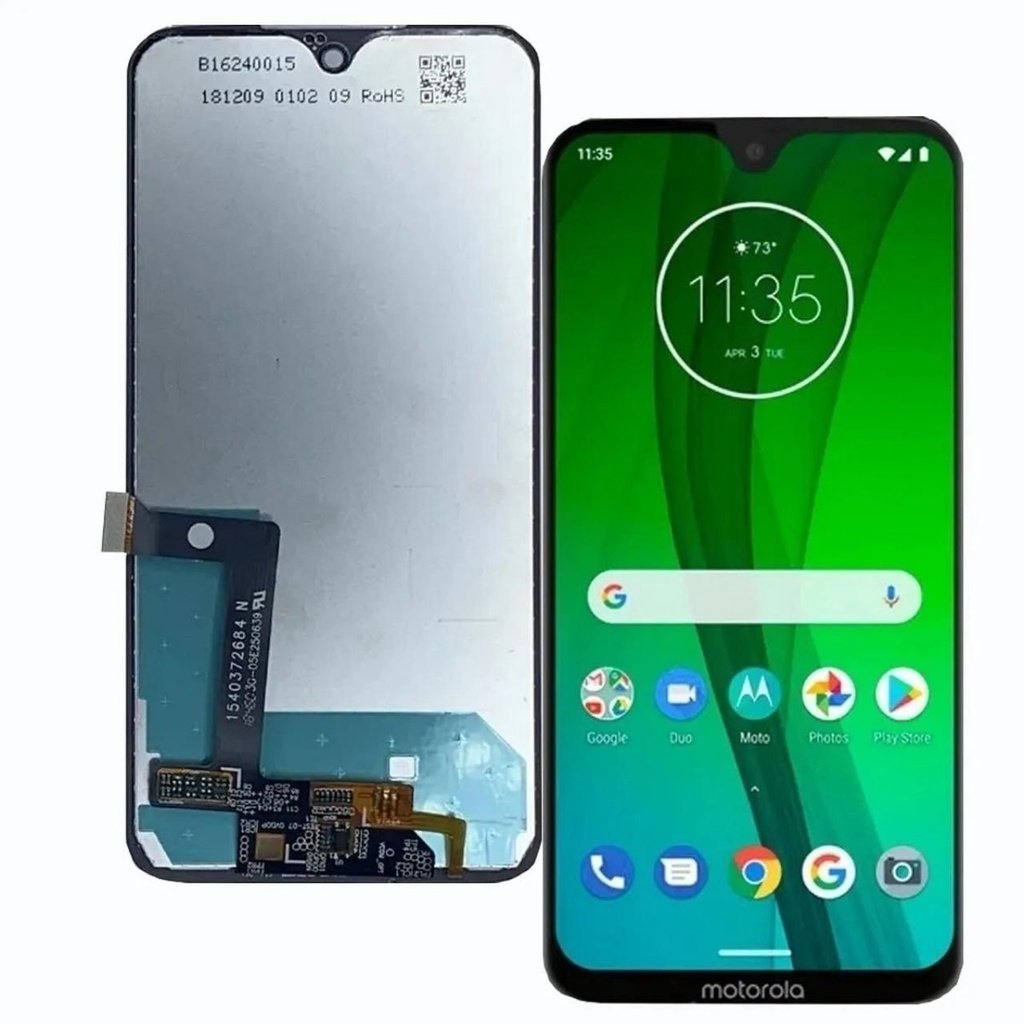 B16240015
181209 0102 09 RoHS
1540372684 N
11:35
73°
11:35
APR 3 TUE
Google
Duo
Moto
Photos
Play Store
motorola